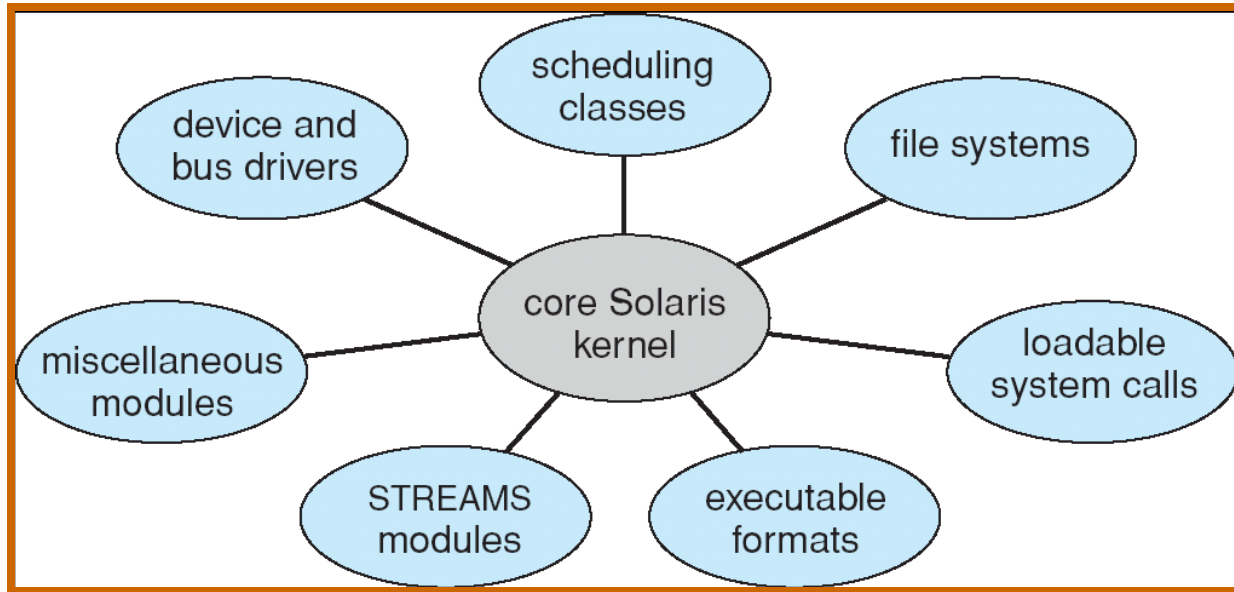 scheduling
classes
device and
bus drivers
file systems
core Solaris
kernel
miscellaneous
modules
loadable
system calls
STREAMS
modules
executable
formats